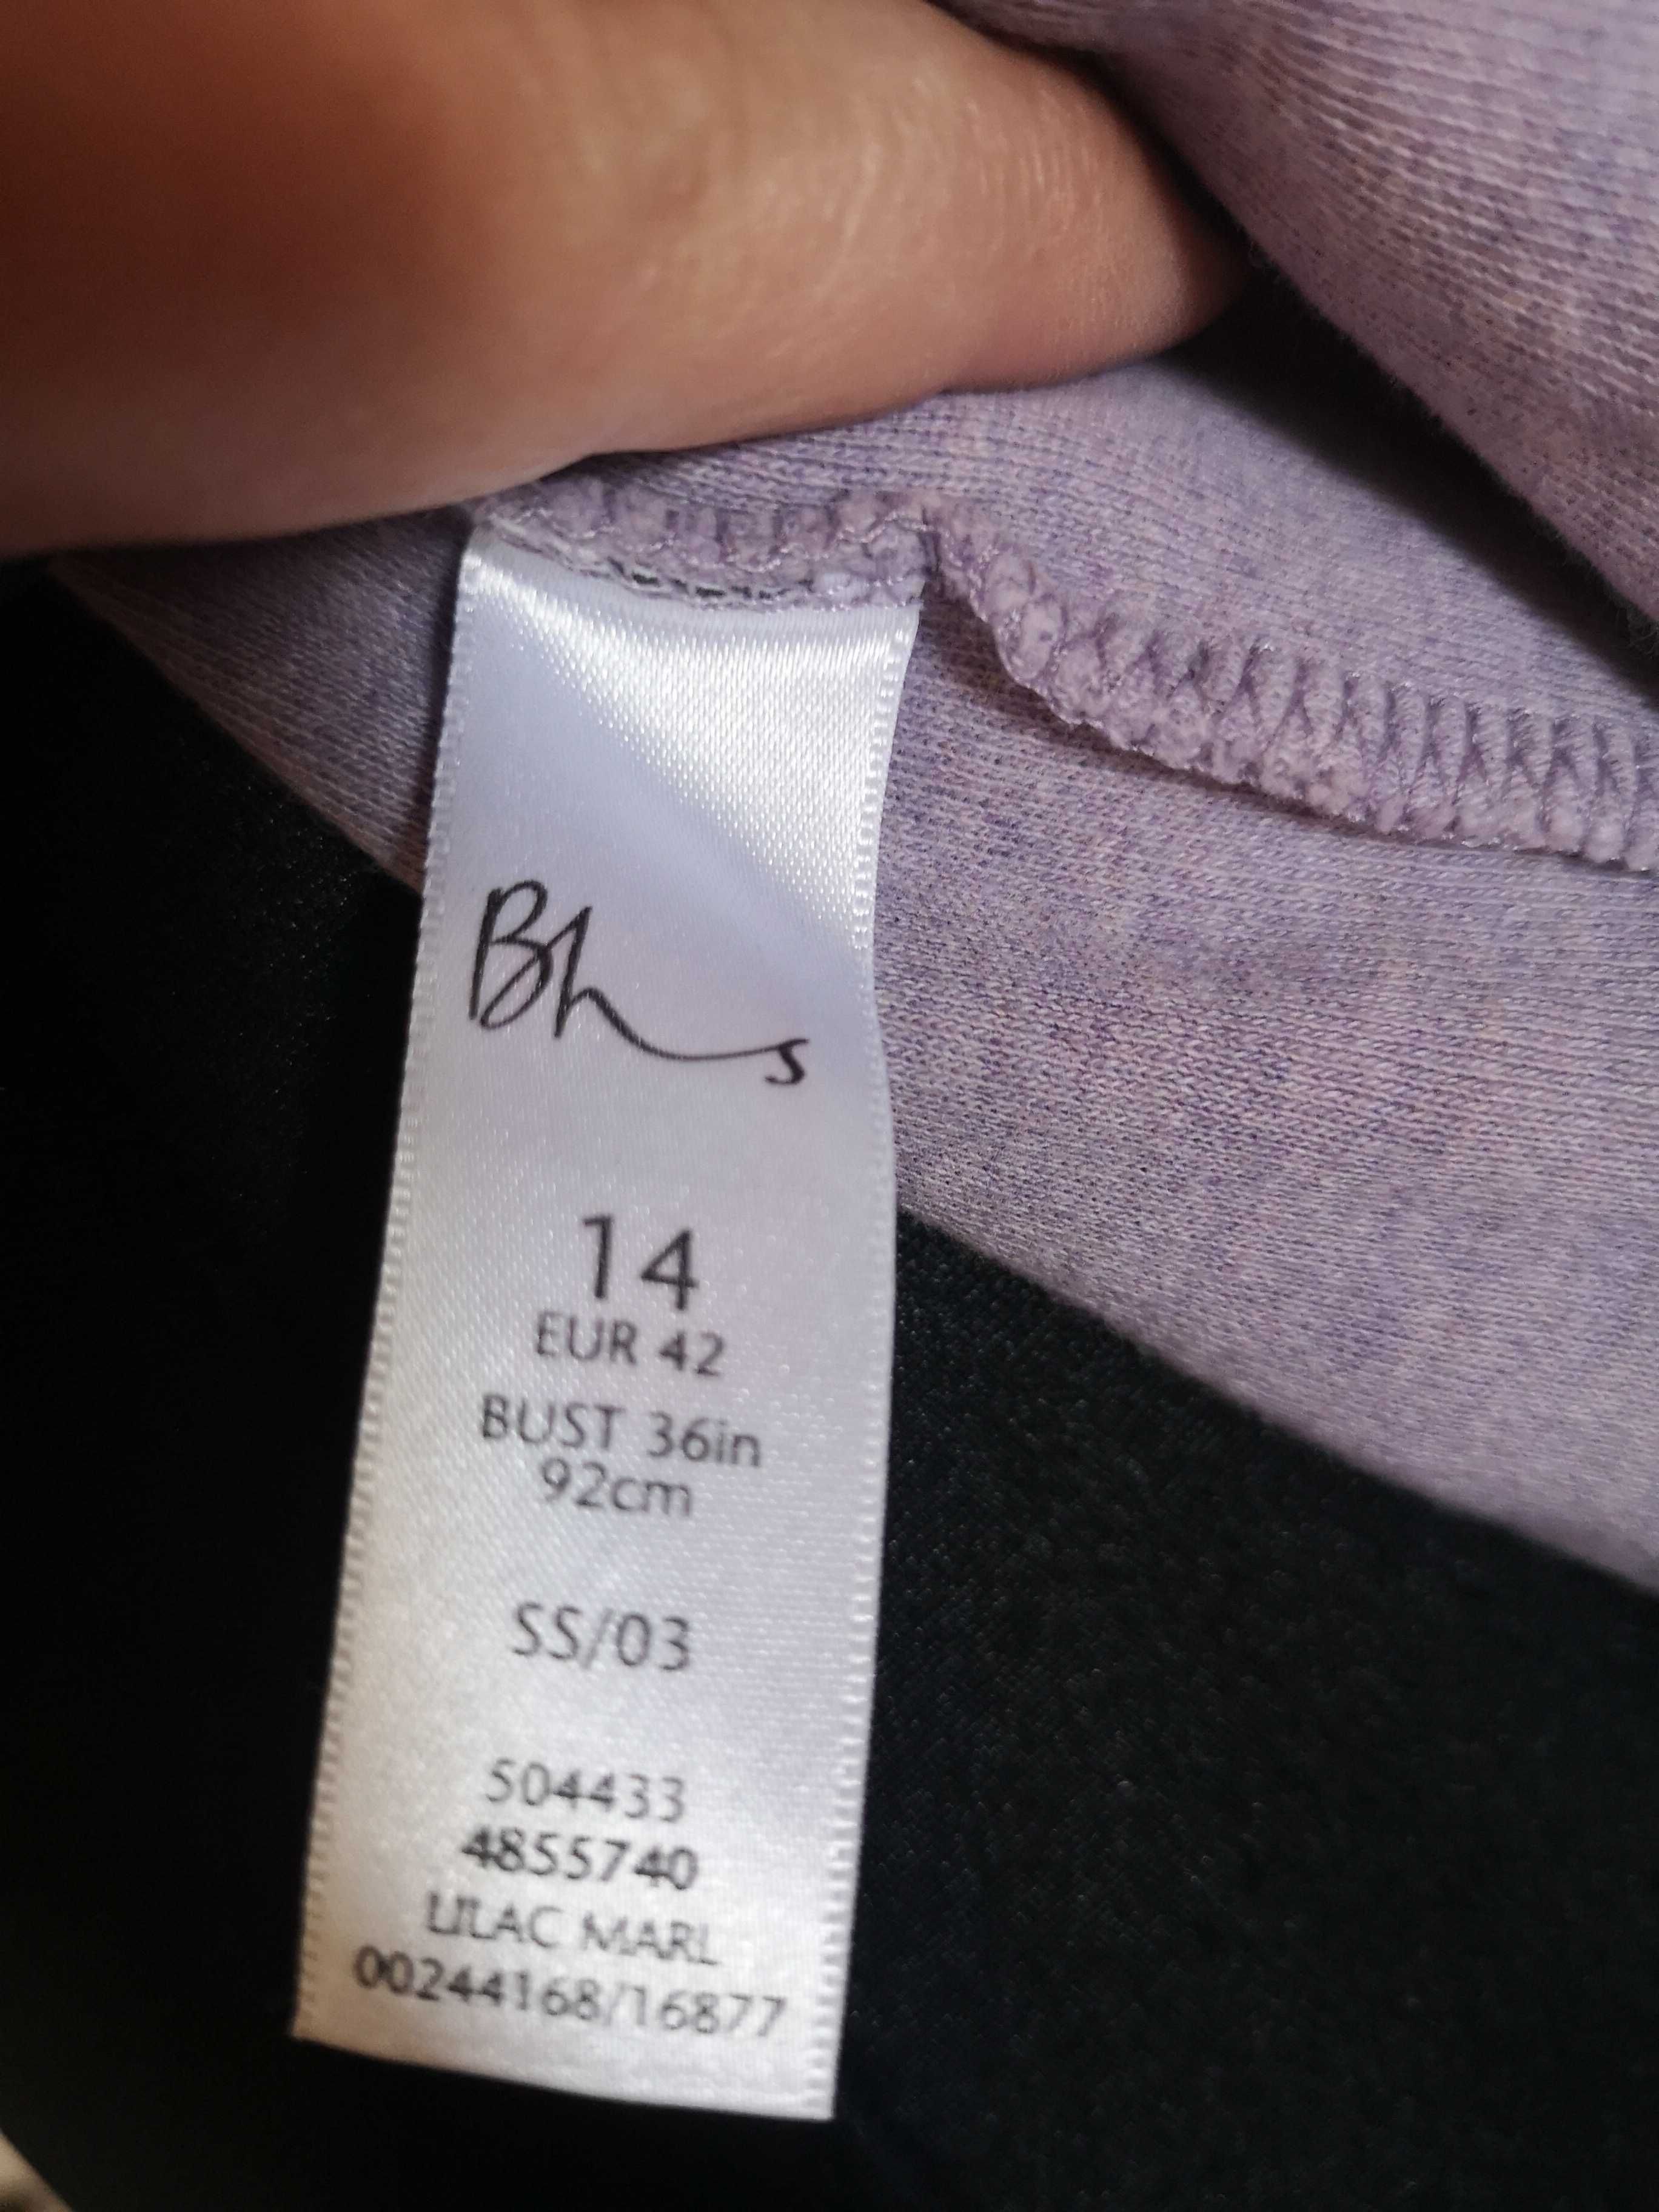 Bhs
14
EUR 42
BUST 36in
92cm
SS/03
504433
4855740
LILAC MARL
00244168/16877